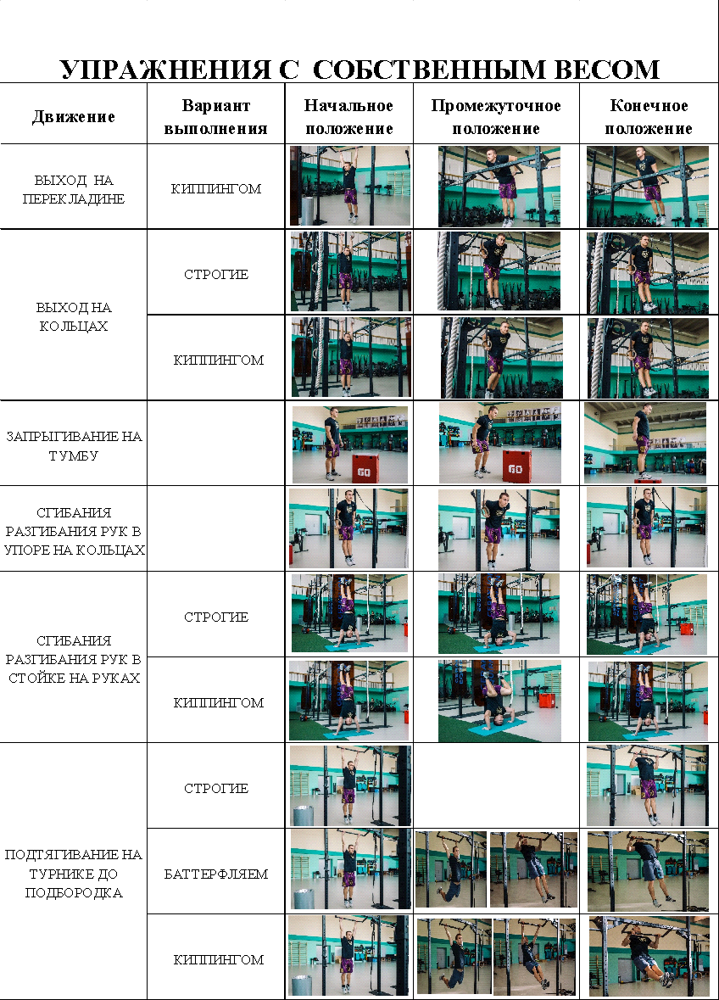 УПРАЖНЕНИЯ С СОБСТВЕННЫМ ВЕСОМ
Движение
Вариант
выполнения
Начальное
положение
Промежуточное
положение
Конечное
положение
ВЫХОД НА
ПЕРЕКЛАДИНЕ
КИППИНГОМ
ВЫХОД НА
КОЛЬЦАХ
СТРОГИЕ
КИППИНГОМ
ЗАПРЫГИВАНИЕ НА
ТУМБУ
GO
GO
СГИБАНИЯ
РАЗГИБАНИЯ РУК В
УПОРЕ НА КОЛЬЦАХ
СГИБАНИЯ
РАЗГИБАНИЯ РУК В
СТОЙКЕ НА РУКАХ
СТРОГИЕ
КИППИНГОМ
ПОДТЯГИВАНИЕ НА
ТУРНИКЕ ДО
ПОДБОРОДКА
СТРОГИЕ
БАТТЕРФЛЯЕМ
КИППИНГОМ